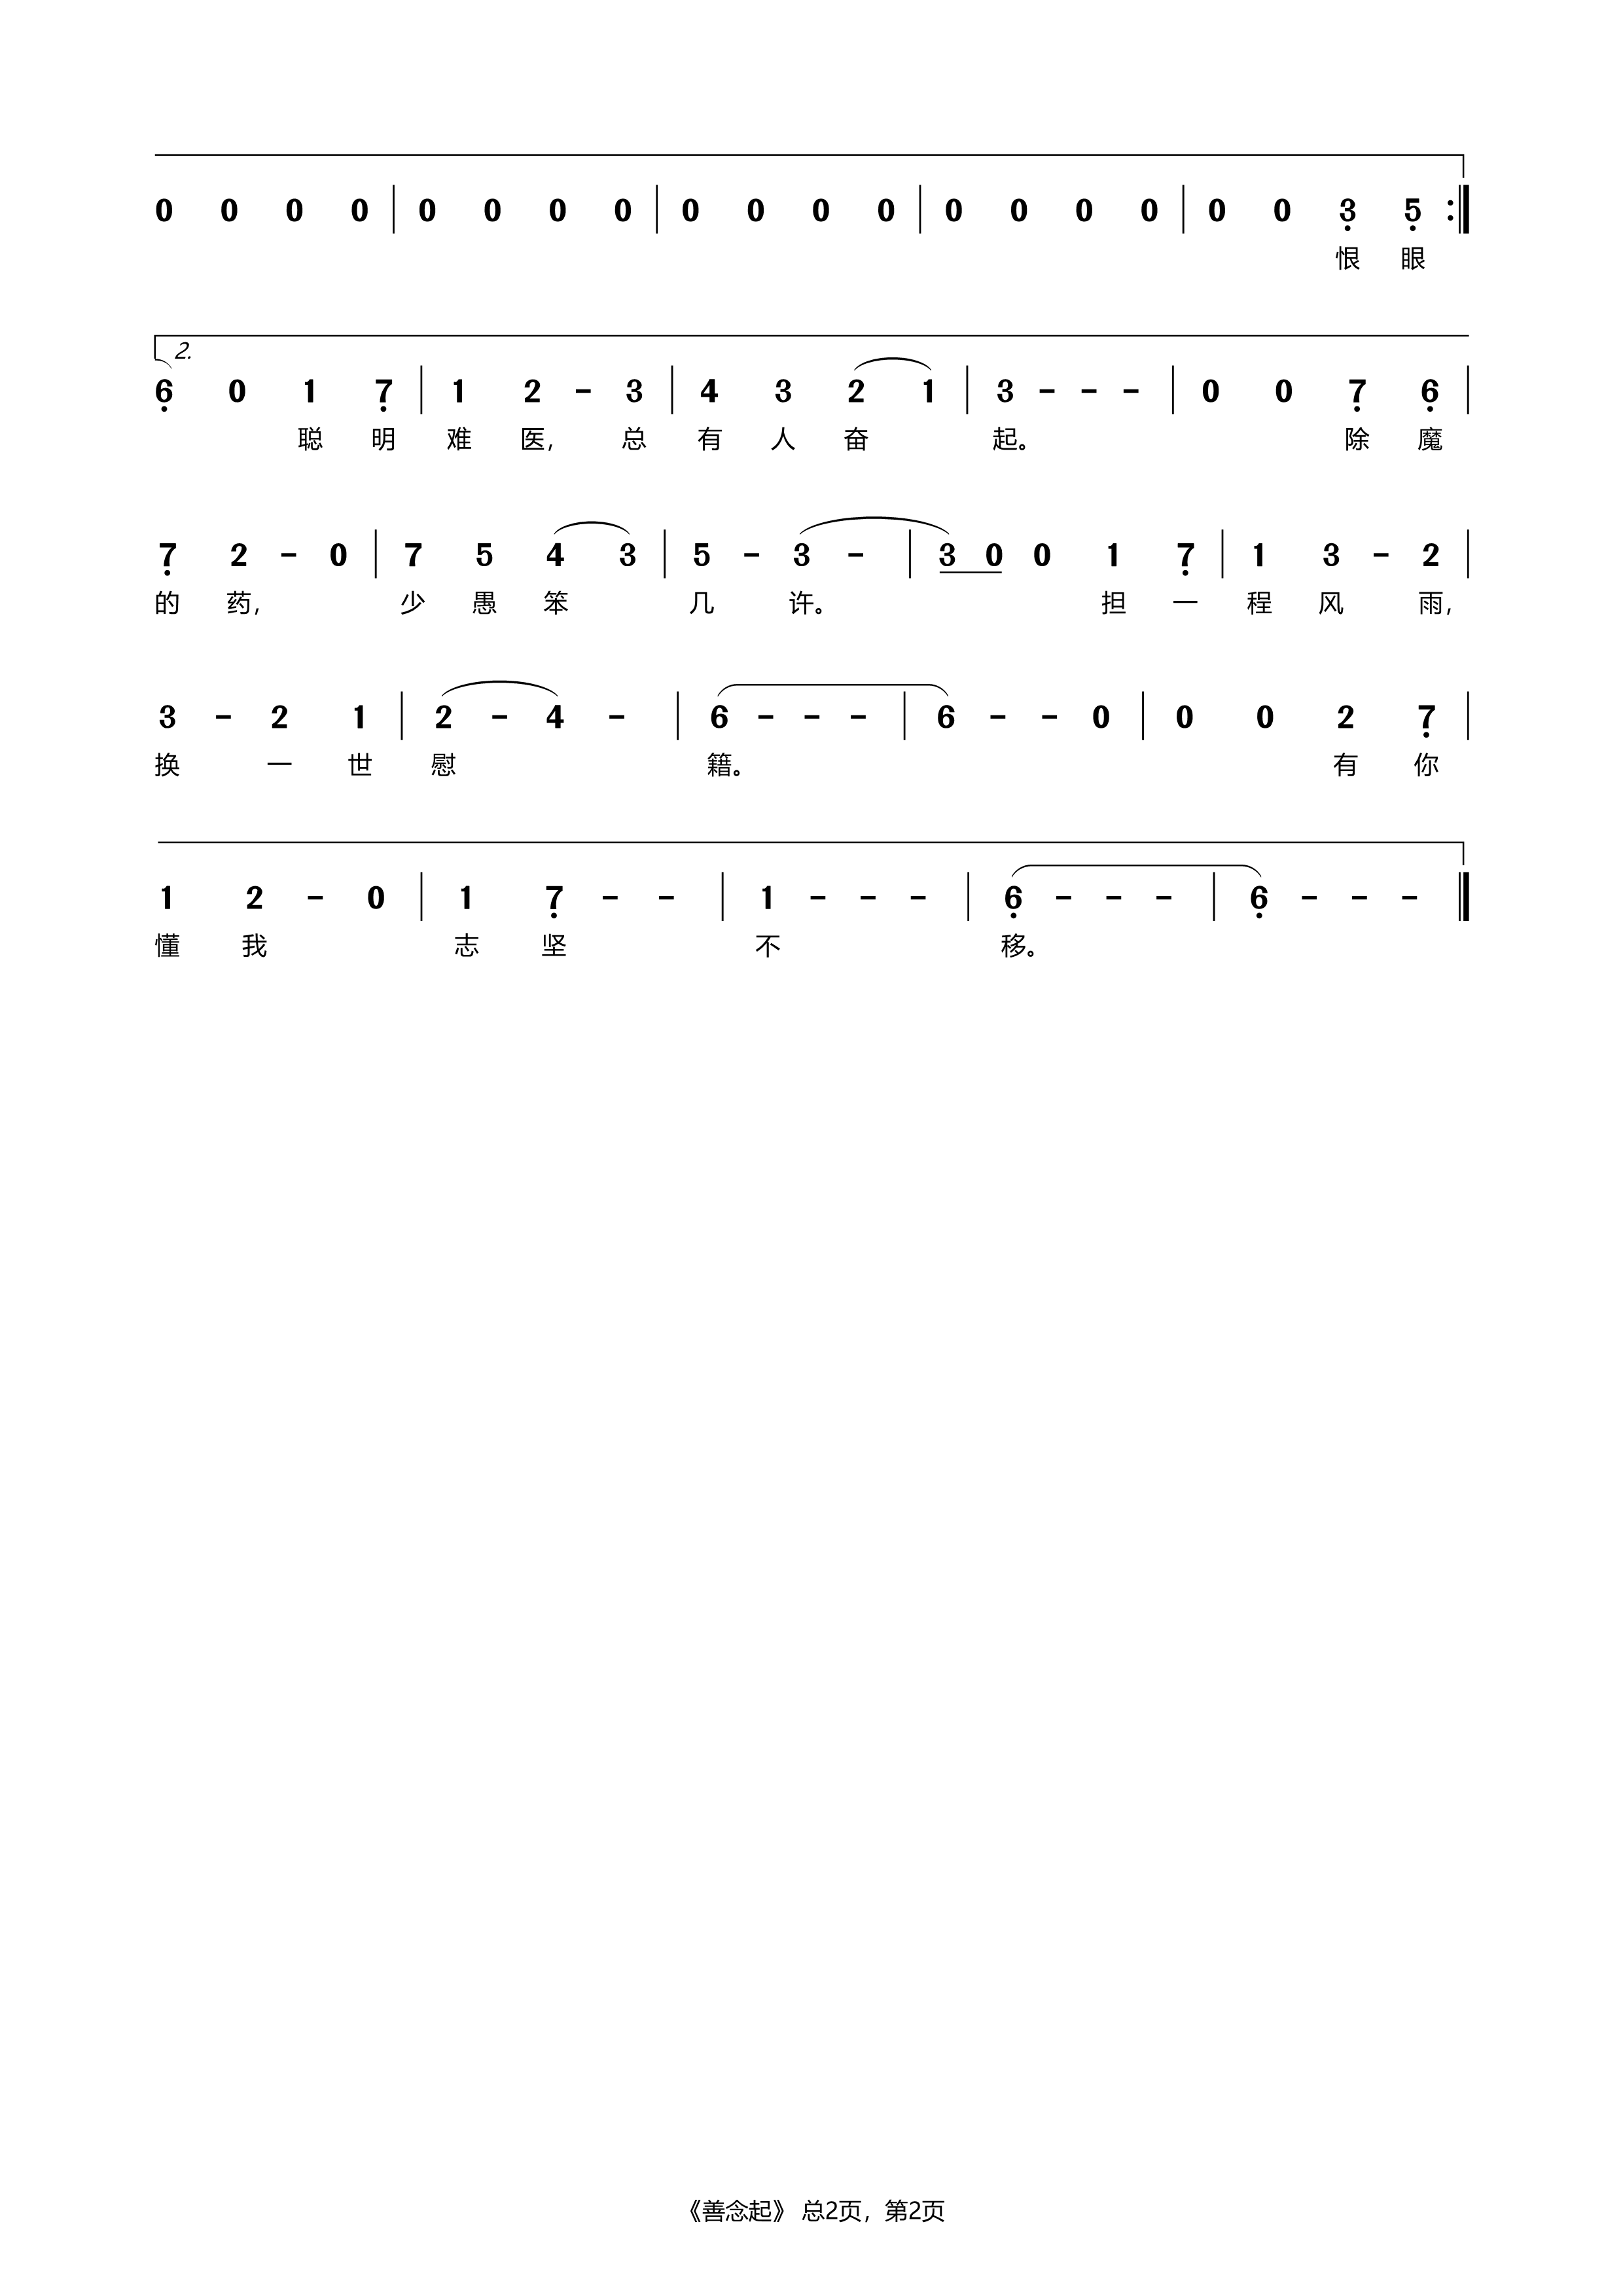 0 0 0 0 | 0 0 0 0 | 0 0 0 0 | 0 0 0 0 | 0 0 3 5
恨 眼
2.
6 0 1 7 | 1 2 - 3 | 4 3 2 1 | 3 - - - | 0 0 7 6 |
聪 明 难 医, 总 有 人 奋 起。 除 魔
7 2 - 0 | 7 5 4 3 | 5 - 3 - | 3 0 0 1 7 | 1 3 - 2 |
的 药, 少 愚 笨 几 许。 担 一 程 风 雨,
3 - 2 1 | 2 - 4 - | 6 - - - | 6 - - 0 | 0 0 2 7 |
换 一 世 慰 籍。 有 你
1 2 - 0 | 1 7 - - | 1 - - - | 6 - - - | 6 - - -
懂 我 志 坚 不 移。
《善念起》 总2页, 第2页